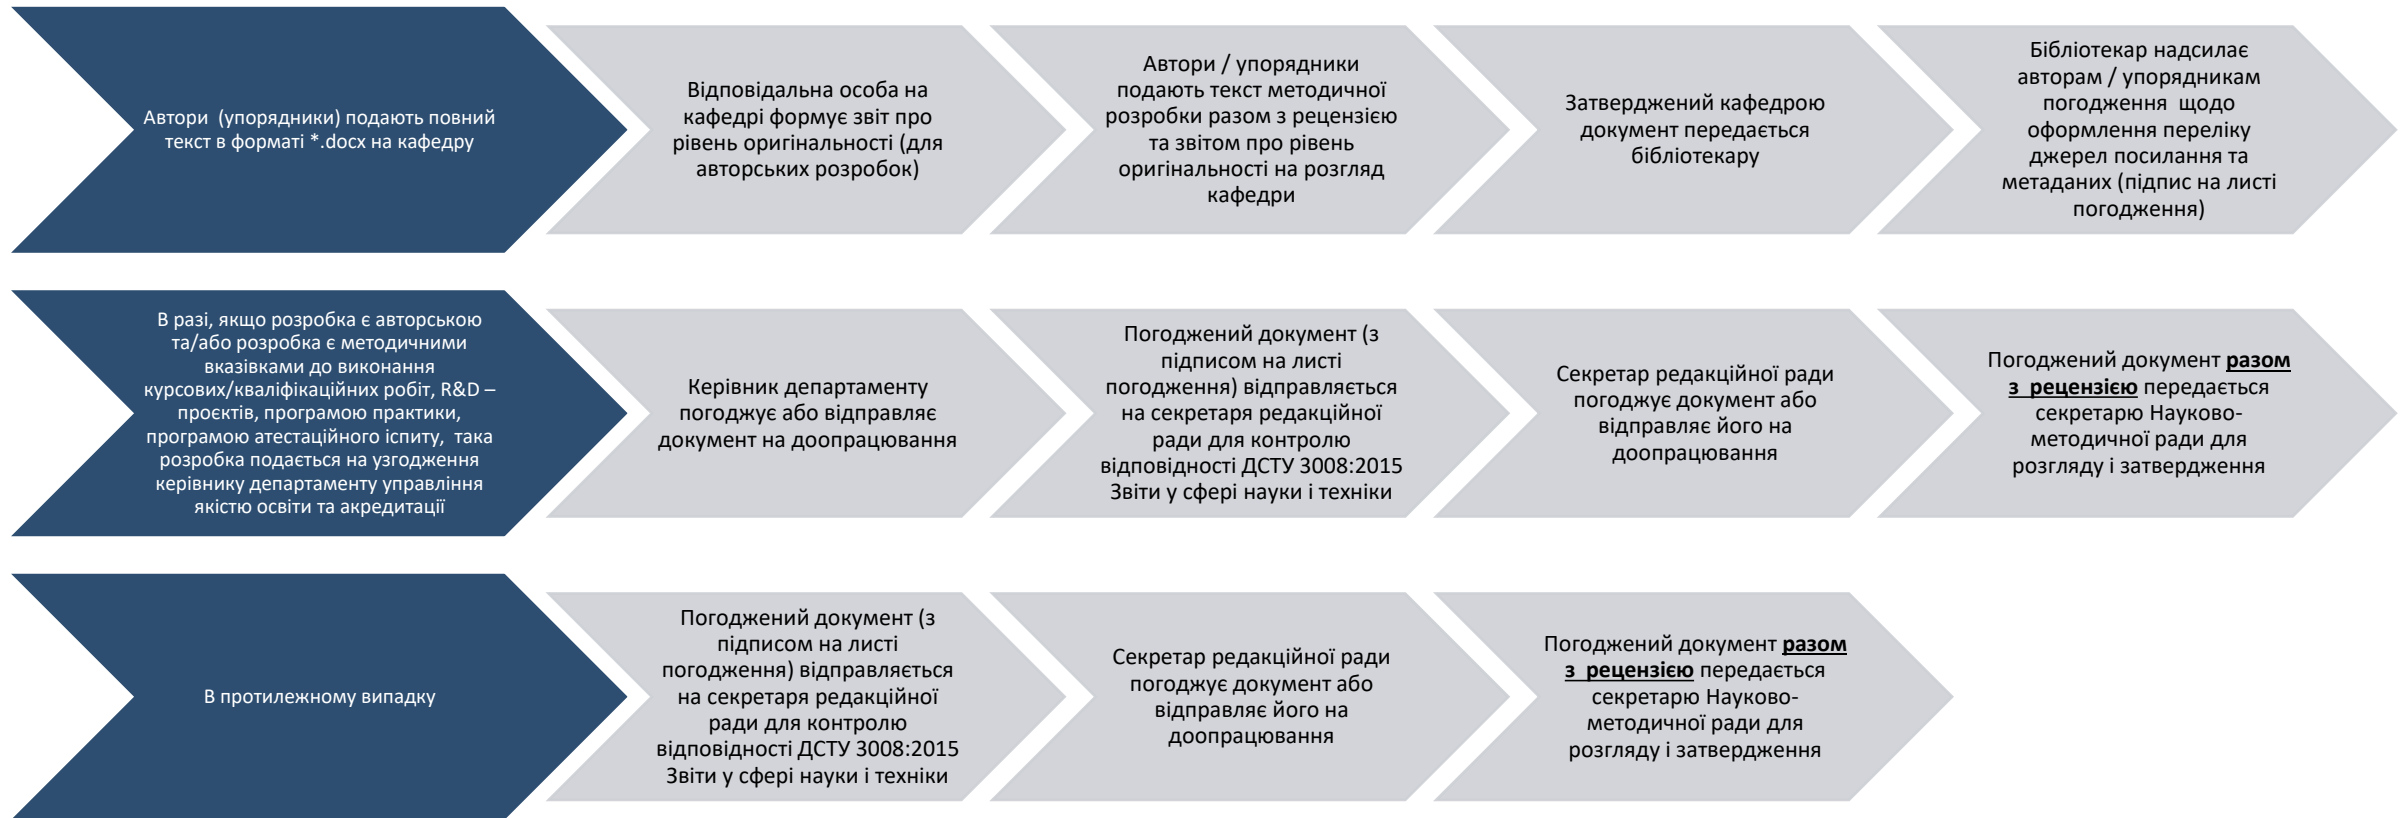 Автори  (упорядники) подають повний
текст в форматі *.docx на кафедру
Відповідальна особа на
кафедрі формує звіт про
рівень оригінальності (для
авторських розробок)
Автори / упорядники
подають текст методичної
розробки разом з рецензією
та звітом про рівень
оригінальності на розгляд
кафедри
Затверджений кафедрою
документ передається
бібліотекару
Бібліотекар надсилає
авторам / упорядникам
погодження  щодо
оформлення переліку
джерел посилання та
метаданих (підпис на листі
погодження)
В разі, якщо розробка є авторською
та/або розробка є методичними
вказівками до виконання
курсових/кваліфікаційних робіт, R&D –
проєктів, програмою практики,
програмою атестаційного іспиту,  така
розробка подається на узгодження
керівнику департаменту управління
якістю освіти та акредитації
Керівник департаменту
погоджує або відправляє
документ на доопрацювання
Погоджений документ (з
підписом на листі
погодження) відправляється
на секретаря редакційної
ради для контролю
відповідності ДСТУ 3008:2015
Звіти у сфері науки і техніки
Секретар редакційної ради
погоджує документ або
відправляє його на
доопрацювання
Погоджений документ разом
з  рецензією передається
секретарю Науково-
методичної ради для
розгляду і затвердження
В протилежному випадку
Погоджений документ (з
підписом на листі
погодження) відправляється
на секретаря редакційної
ради для контролю
відповідності ДСТУ 3008:2015
Звіти у сфері науки і техніки
Секретар редакційної ради
погоджує документ або
відправляє його на
доопрацювання
Погоджений документ разом
з  рецензією передається
секретарю Науково-
методичної ради для
розгляду і затвердження